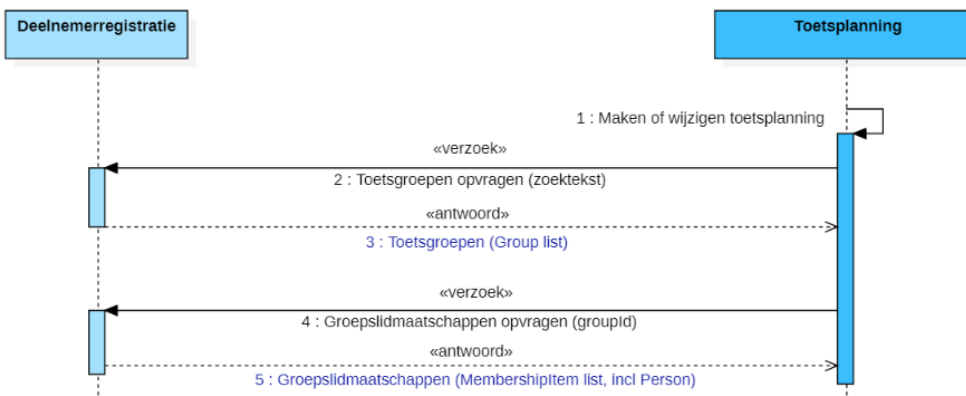 Deelnemerregistratie
Toetsplanning
1 : Maken of wijzigen toetsplanning
«verzoek»
2 : Toetsgroepen opvragen (zoektekst)
«antwoord»
3 : Toetsgroepen (Group list)
«verzoek»
4 : Groepslidmaatschappen opvragen (groupId)
«antwoord»
5 : Groepslidmaatschappen (MembershipItem list, incl Person)